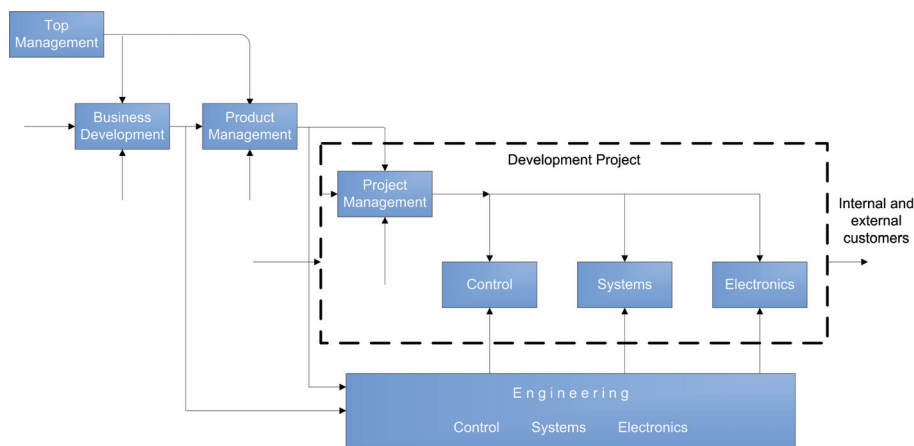 Top
Management
Business
Development
Product
Management
Development Project
Project
Management
Internal and
external
customers
Control
Systems
Electronics
Engineering
Control Systems Electronics